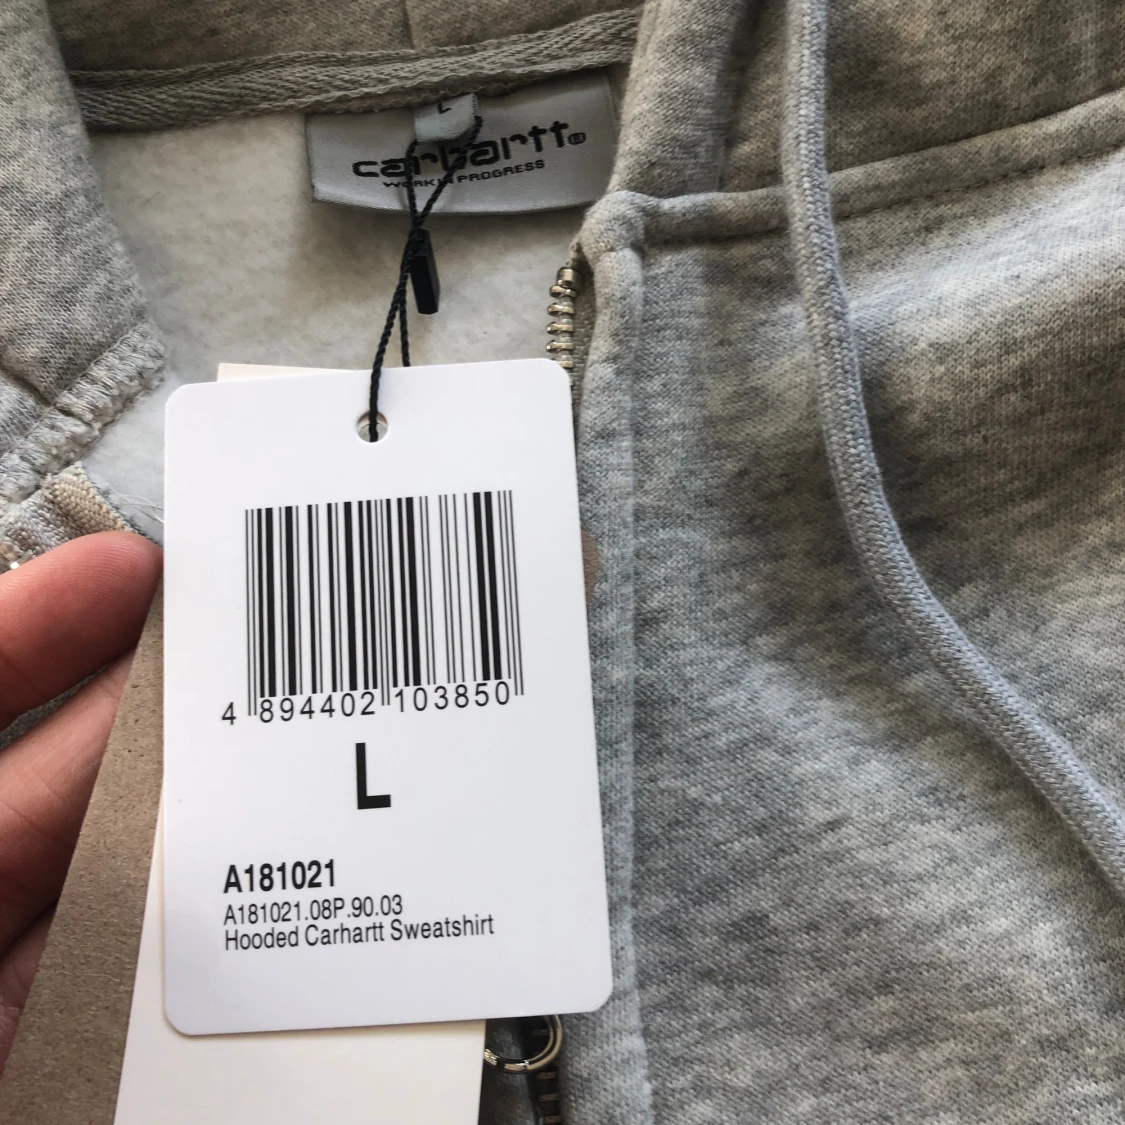 L
carhartt®
WORK IN PROGRESS
4 894402 103850
L
A181021
A181021.08P.90.03
Hooded Carhartt Sweatshirt